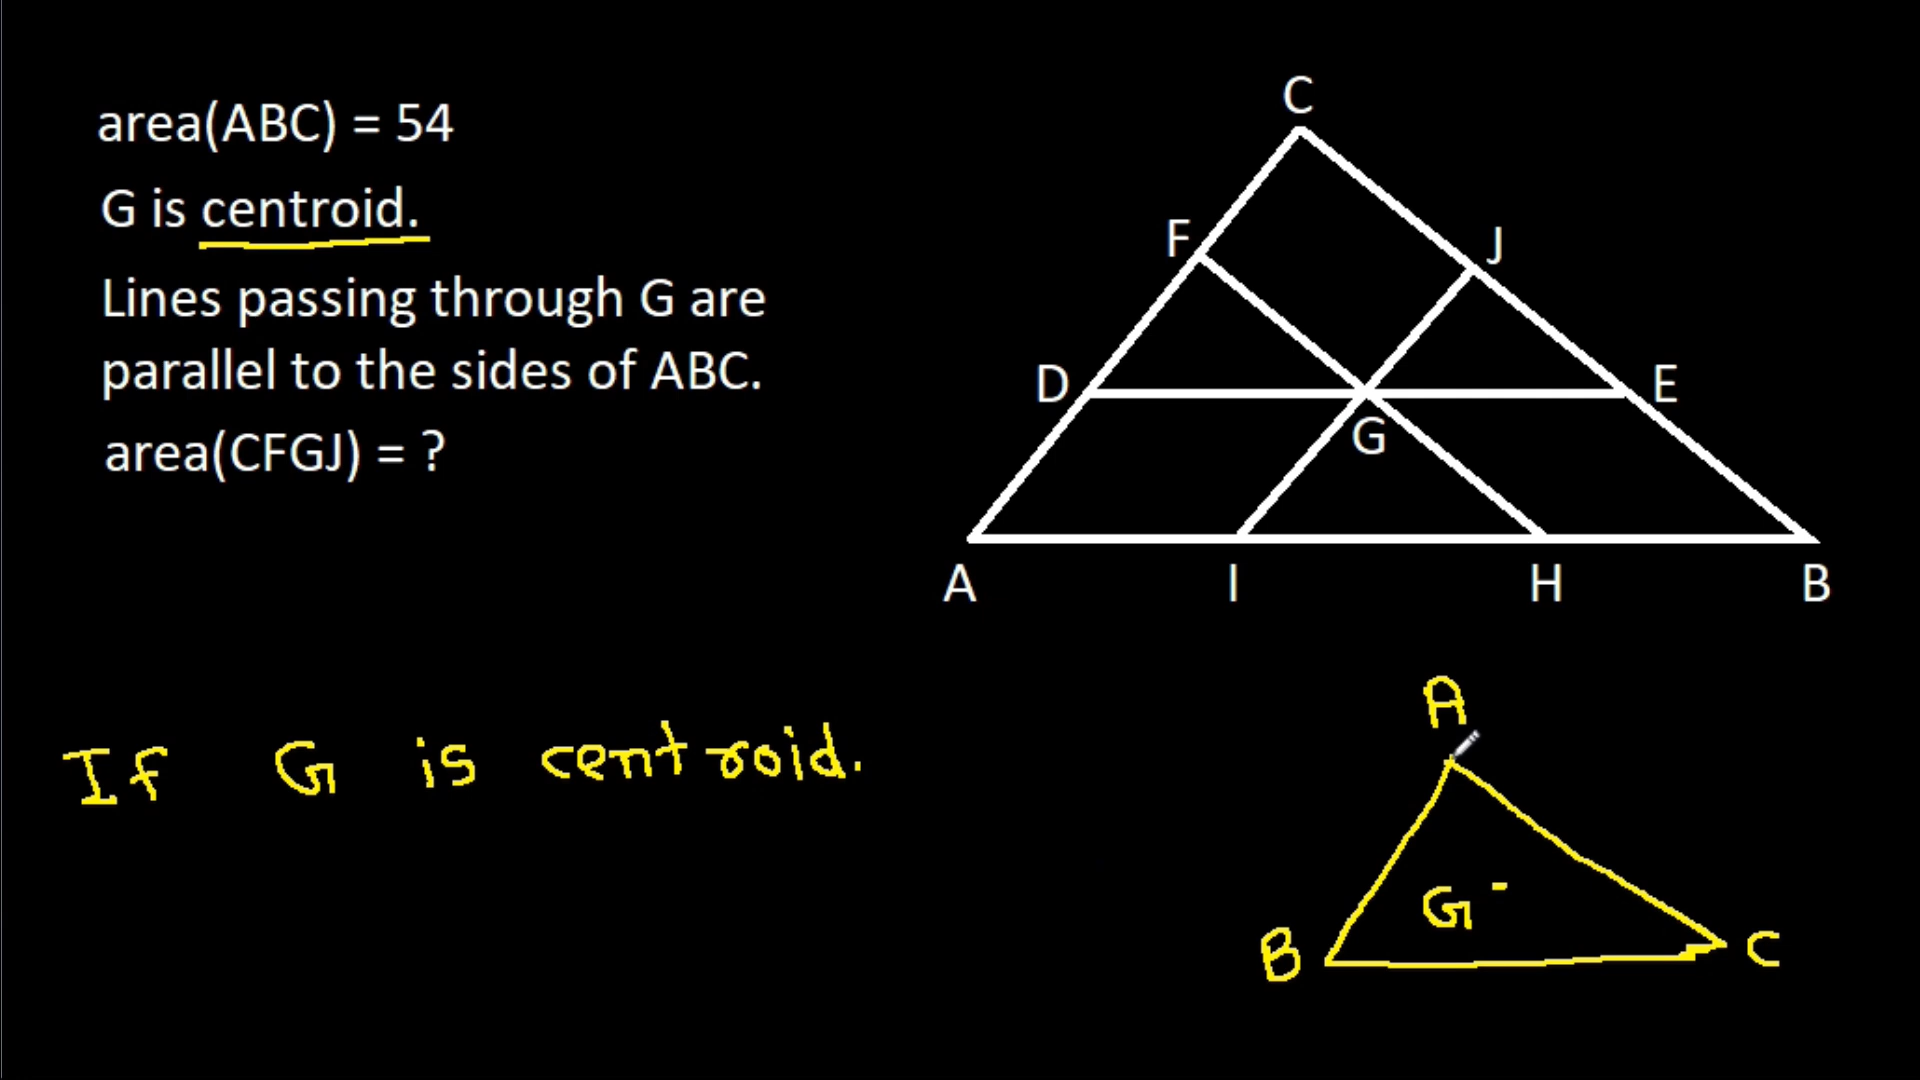 area(ABC) = 54
G is centroid.
Lines passing through G are
parallel to the sides of ABC.
area(CFGJ) = ?
C
F
J
D
E
G
A
I
H
B
If G is centroid.
A
G
B
C